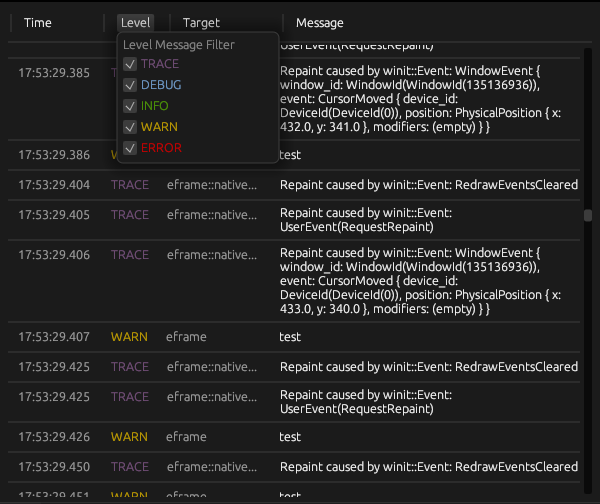 Time Level Target Message
Level Message Filter
TRACE
DEBUG
INFO
WARN
ERROR
UserEvent(RequestRepaint)
17:53:29.385 Repaint caused by winit::Event: WindowEvent {
window_id: WindowId(WindowId(135136936)),
event: CursorMoved { device_id:
DeviceId(DeviceId(0)), position: PhysicalPosition { x:
432.0, y: 341.0 }, modifiers: (empty) } }
17:53:29.386 test
17:53:29.404 TRACE eframe::native... Repaint caused by winit::Event: RedrawEventsCleared
17:53:29.405 TRACE eframe::native... Repaint caused by winit::Event:
UserEvent(RequestRepaint)
17:53:29.406 TRACE eframe::native... Repaint caused by winit::Event: WindowEvent {
window_id: WindowId(WindowId(135136936)),
event: CursorMoved { device_id:
DeviceId(DeviceId(0)), position: PhysicalPosition { x:
433.0, y: 340.0 }, modifiers: (empty) } }
17:53:29.407 WARN eframe test
17:53:29.425 TRACE eframe::native... Repaint caused by winit::Event: RedrawEventsCleared
17:53:29.425 TRACE eframe::native... Repaint caused by winit::Event:
UserEvent(RequestRepaint)
17:53:29.426 WARN eframe test
17:53:29.450 TRACE eframe::native... Repaint caused by winit::Event: RedrawEventsCleared
17:53:29.451 WARN eframe test